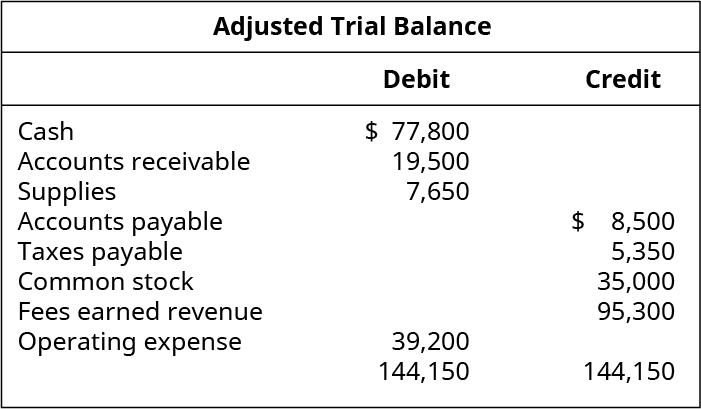 Adjusted Trial Balance
Debit Credit
Cash $ 77,800
Accounts receivable 19,500
Supplies 7,650
Accounts payable $ 8,500
Taxes payable 5,350
Common stock 35,000
Fees earned revenue 95,300
Operating expense 39,200
144,150 144,150